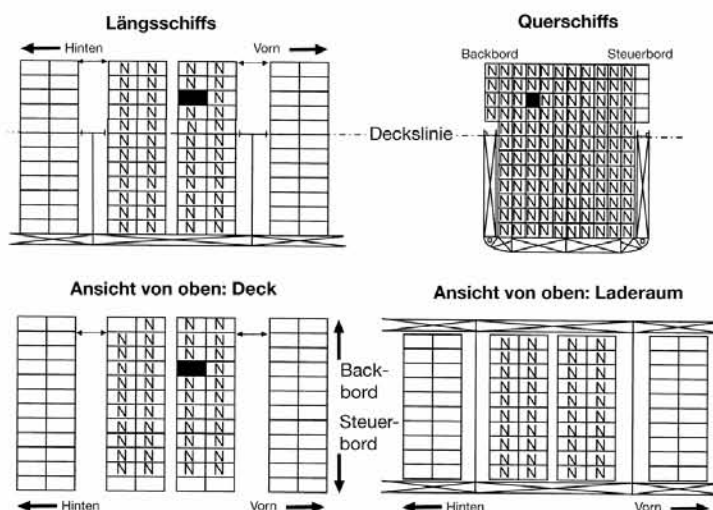 Längsschiffs
Hinten
Vorn
Querschiffs
Backbord
Steuerbord
Deckslinie
Ansicht von oben: Deck
Back-
bord
Steuer-
bord
Hinten
Vorn
Ansicht von oben: Laderaum
Hinten
Vorn